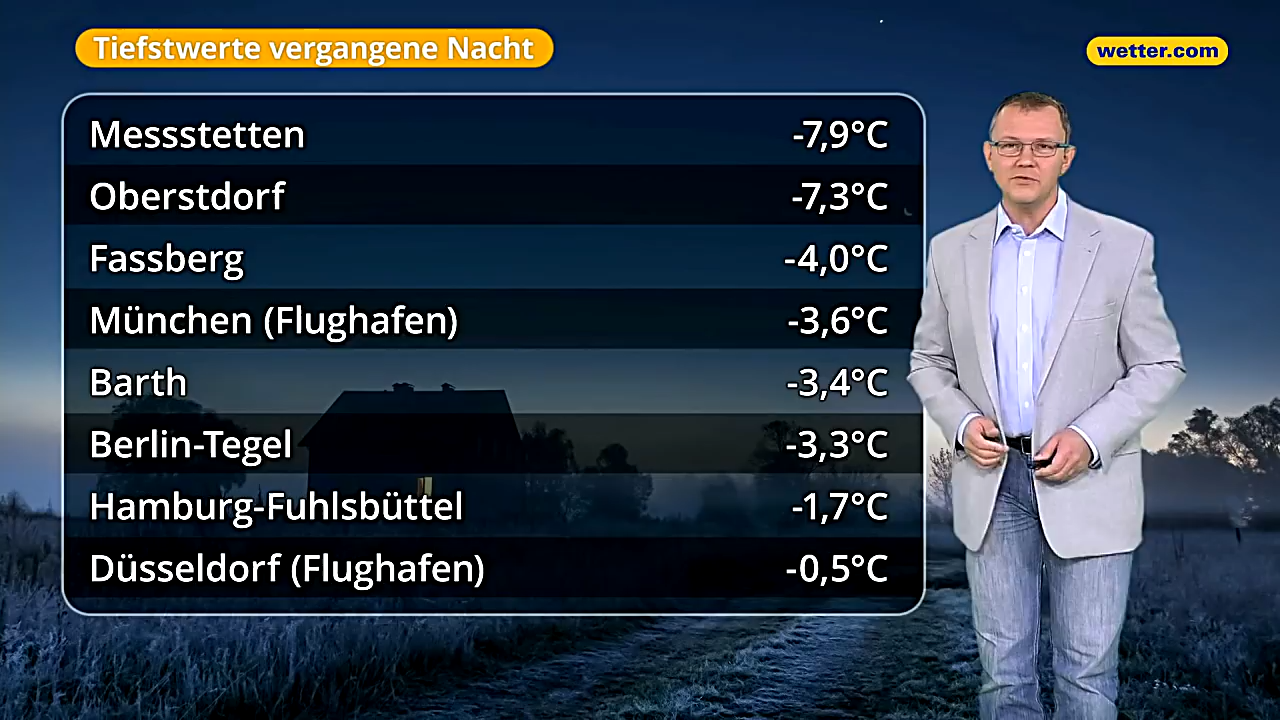 Tiefstwerte vergangene Nacht
wetter.com
Messstetten -7,9°C
Oberstdorf -7,3°C
Fassberg -4,0°C
München (Flughafen) -3,6°C
Barth -3,4°C
Berlin-Tegel -3,3°C
Hamburg-Fuhlsbüttel -1,7°C
Düsseldorf (Flughafen) -0,5°C